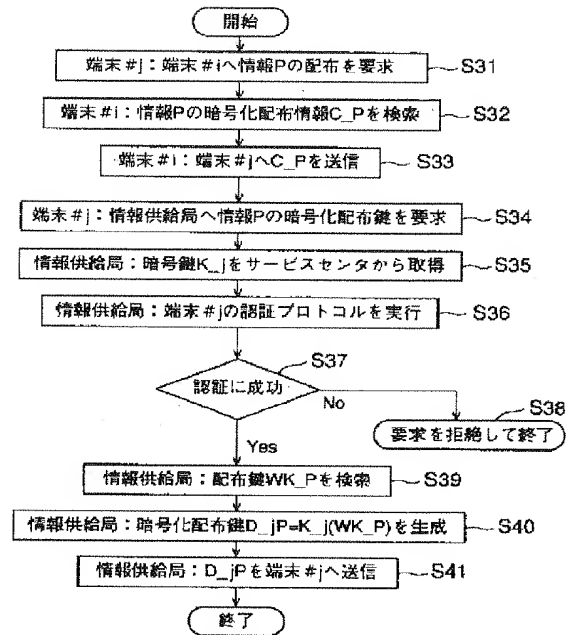 開始
端末#j：端末#iへ情報Pの配布を要求 S31
端末#i：情報Pの暗号化配布情報C_Pを検索 S32
端末#i：端末#jへC_Pを送信 S33
端末#j：情報供給局へ情報Pの暗号化配布鍵を要求 S34
情報供給局：暗号鍵K_jをサービスセンタから取得 S35
情報供給局：端末#jの認証プロトコルを実行 S36
S37
認証に成功
No
S38
要求を拒絶して終了
Yes
情報供給局：配布鍵WK_Pを検索 S39
情報供給局：暗号化配布鍵D_jP=K_j(WK_P)を生成 S40
情報供給局：D_jPを端末#jへ送信 S41
終了